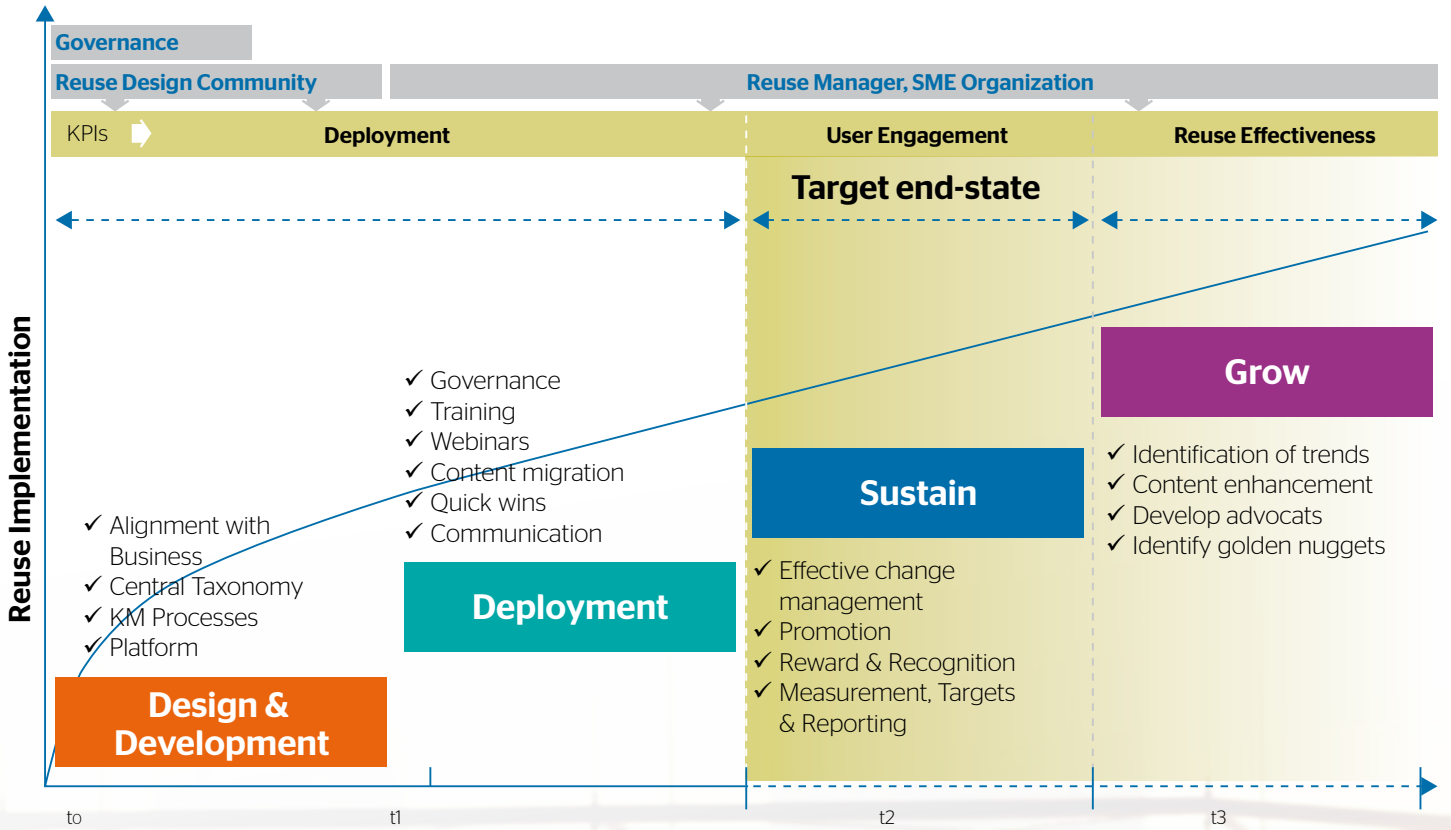 Governance
Reuse Design Community
Reuse Manager, SME Organization
KPIs
Deployment
User Engagement
Reuse Effectiveness
Target end-state
Reuse Implementation
✓ Alignment with
Business
✓ Central Taxonomy
✓ KM Processes
✓ Platform
Design &
Development
✓ Governance
✓ Training
✓ Webinars
✓ Content migration
✓ Quick wins
✓ Communication
Deployment
Sustain
✓ Effective change
management
✓ Promotion
✓ Reward & Recognition
✓ Measurement, Targets
& Reporting
Grow
✓ Identification of trends
✓ Content enhancement
✓ Develop advocats
✓ Identify golden nuggets
to
t1
t2
t3